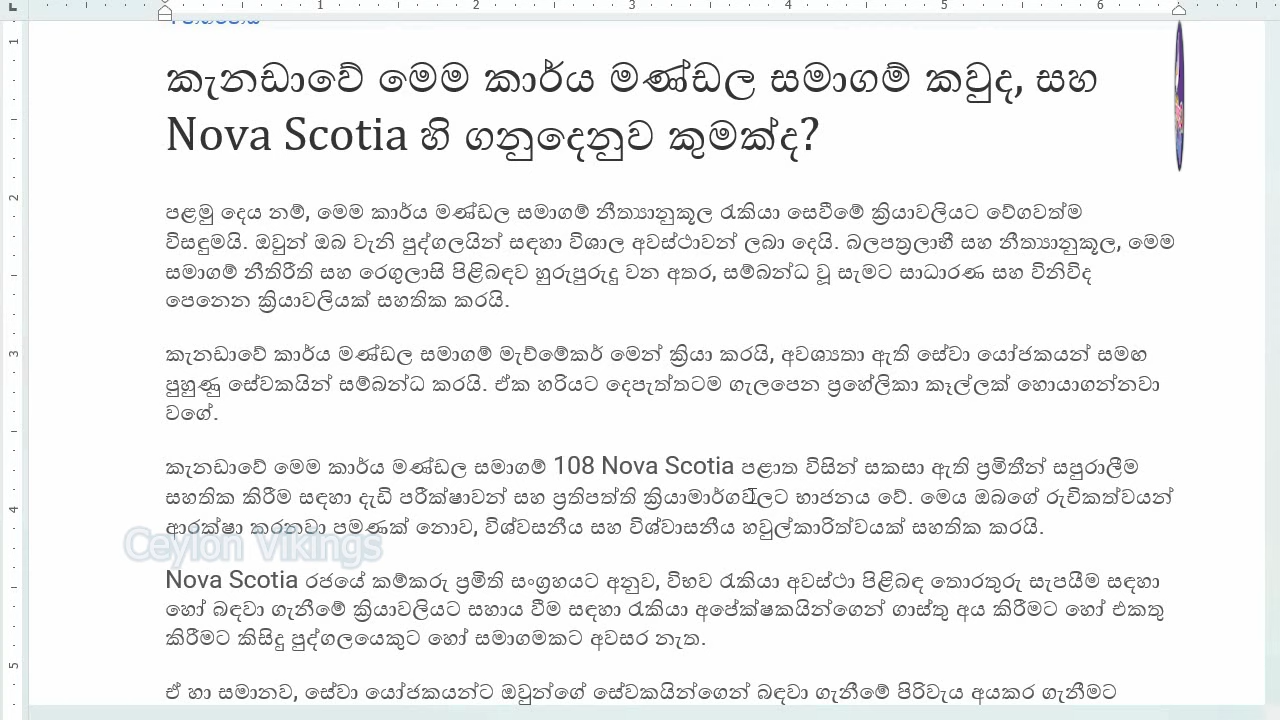 කැනඩාවේ මෙම කාර්ය මණ්ඩල සමාගම් කවුද, සහ
Nova Scotia හි ගනුදෙනුව කුමක්ද?
පළමු දෙය නම්, මෙම කාර්ය මණ්ඩල සමාගම් නීත්‍යානුකූල රැකියා සෙවීමේ ක්‍රියාවලියට වේගවත්ම
විසඳුමයි. ඔවුන් ඔබ වැනි පුද්ගලයින් සඳහා විශාල අවස්ථාවන් ලබා දෙයි. බලපත්‍රලාභී සහ නීත්‍යානුකූල, මෙම
සමාගම් නීතිරීති සහ රෙගුලාසි පිළිබඳව හුරුපුරුදු වන අතර, සම්බන්ධ වූ සැමට සාධාරණ සහ විනිවිද
පෙනෙන ක්‍රියාවලියක් සහතික කරයි.
කැනඩාවේ කාර්ය මණ්ඩල සමාගම් මැච්මේකර් මෙන් ක්‍රියා කරයි, අවශ්‍යතා ඇති සේවා යෝජකයන් සමඟ
පුහුණු සේවකයින් සම්බන්ධ කරයි. ඒක හරියට දෙපැත්තටම ගැලපෙන ප්‍රහේලිකා කෑල්ලක් හොයාගන්නවා
වගේ.
කැනඩාවේ මෙම කාර්ය මණ්ඩල සමාගම් 108 Nova Scotia පළාත විසින් සකසා ඇති ප්‍රමිතීන් සපුරාලීම
සහතික කිරීම සඳහා දැඩි පරීක්ෂාවන් සහ ප්‍රතිපත්ති ක්‍රියාමාර්ගවලට භාජනය වේ. මෙය ඔබගේ රුචිකත්වයන්
ආරක්ෂා කරනවා පමණක් නොව, විශ්වසනීය සහ විශ්වාසනීය හවුල්කාරිත්වයක් සහතික කරයි.
Ceylon Vikings
Nova Scotia රජයේ කම්කරු ප්‍රමිති සංග්‍රහයට අනුව, විභව රැකියා අවස්ථා පිළිබඳ තොරතුරු සැපයීම සඳහා
හෝ බඳවා ගැනීමේ ක්‍රියාවලියට සහාය වීම සඳහා රැකියා අපේක්ෂකයින්ගෙන් ගාස්තු අය කිරීමට හෝ එකතු
කිරීමට කිසිදු පුද්ගලයෙකුට හෝ සමාගමකට අවසර නැත.
ඒ හා සමානව, සේවා යෝජකයන්ට ඔවුන්ගේ සේවකයින්ගෙන් බඳවා ගැනීමේ පිරිවැය අයකර ගැනීමට